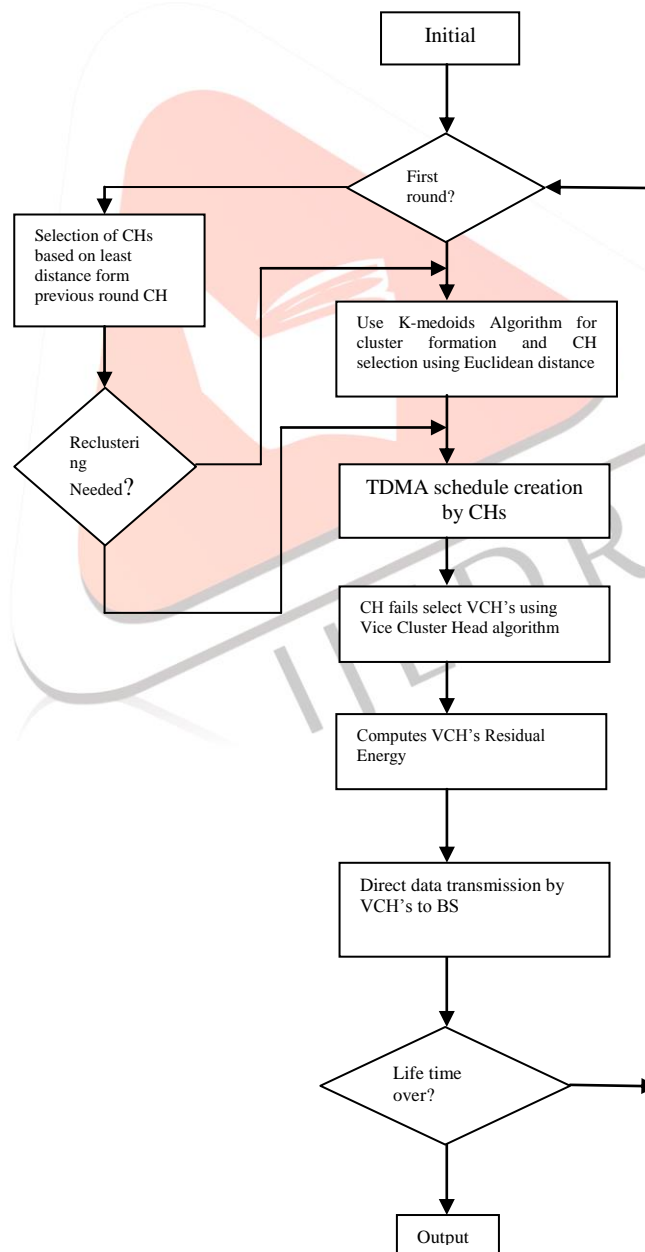 Initial
First
round?
Selection of CHs
based on least
distance form
previous round CH
Use K-medoids Algorithm for
cluster formation and CH
selection using Euclidean distance
Reclusteri
ng
Needed?
TDMA schedule creation
by CHs
CH fails select VCH's using
Vice Cluster Head algorithm
Computes VCH's Residual
Energy
Direct data transmission by
VCH's to BS
Life time
over?
Output
IJEDR